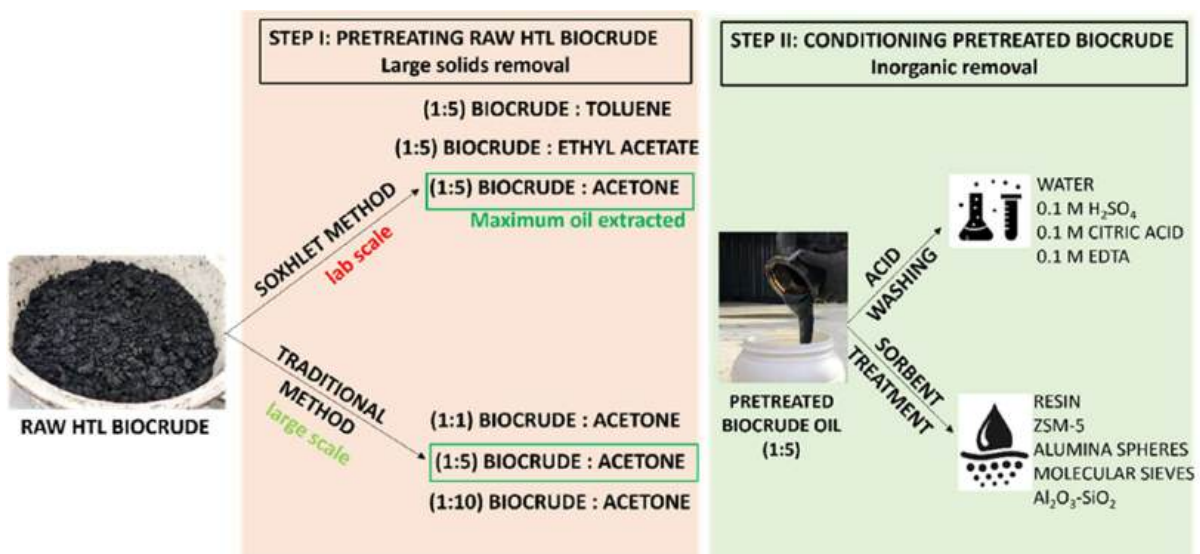 STEP I: PRETREATING RAW HTL BIOCRUDE
Large solids removal
(1:5) BIOCRUDE : TOLUENE
(1:5) BIOCRUDE : ETHYL ACETATE
(1:5) BIOCRUDE : ACETONE
Maximum oil extracted
SOXHLET METHOD
lab scale
RAW HTL BIOCRUDE
TRADITIONAL
METHOD
large scale
(1:1) BIOCRUDE : ACETONE
(1:5) BIOCRUDE : ACETONE
(1:10) BIOCRUDE : ACETONE
STEP II: CONDITIONING PRETREATED BIOCRUDE
Inorganic removal
PRETREATED
BIOCRUDE OIL
(1:5)
ACID
WASHING
WATER
0.1 M H₂SO₄
0.1 M CITRIC ACID
0.1 M EDTA
SORBENT
TREATMENT
RESIN
ZSM-5
ALUMINA SPHERES
MOLECULAR SIEVES
Al₂O₃-SiO₂